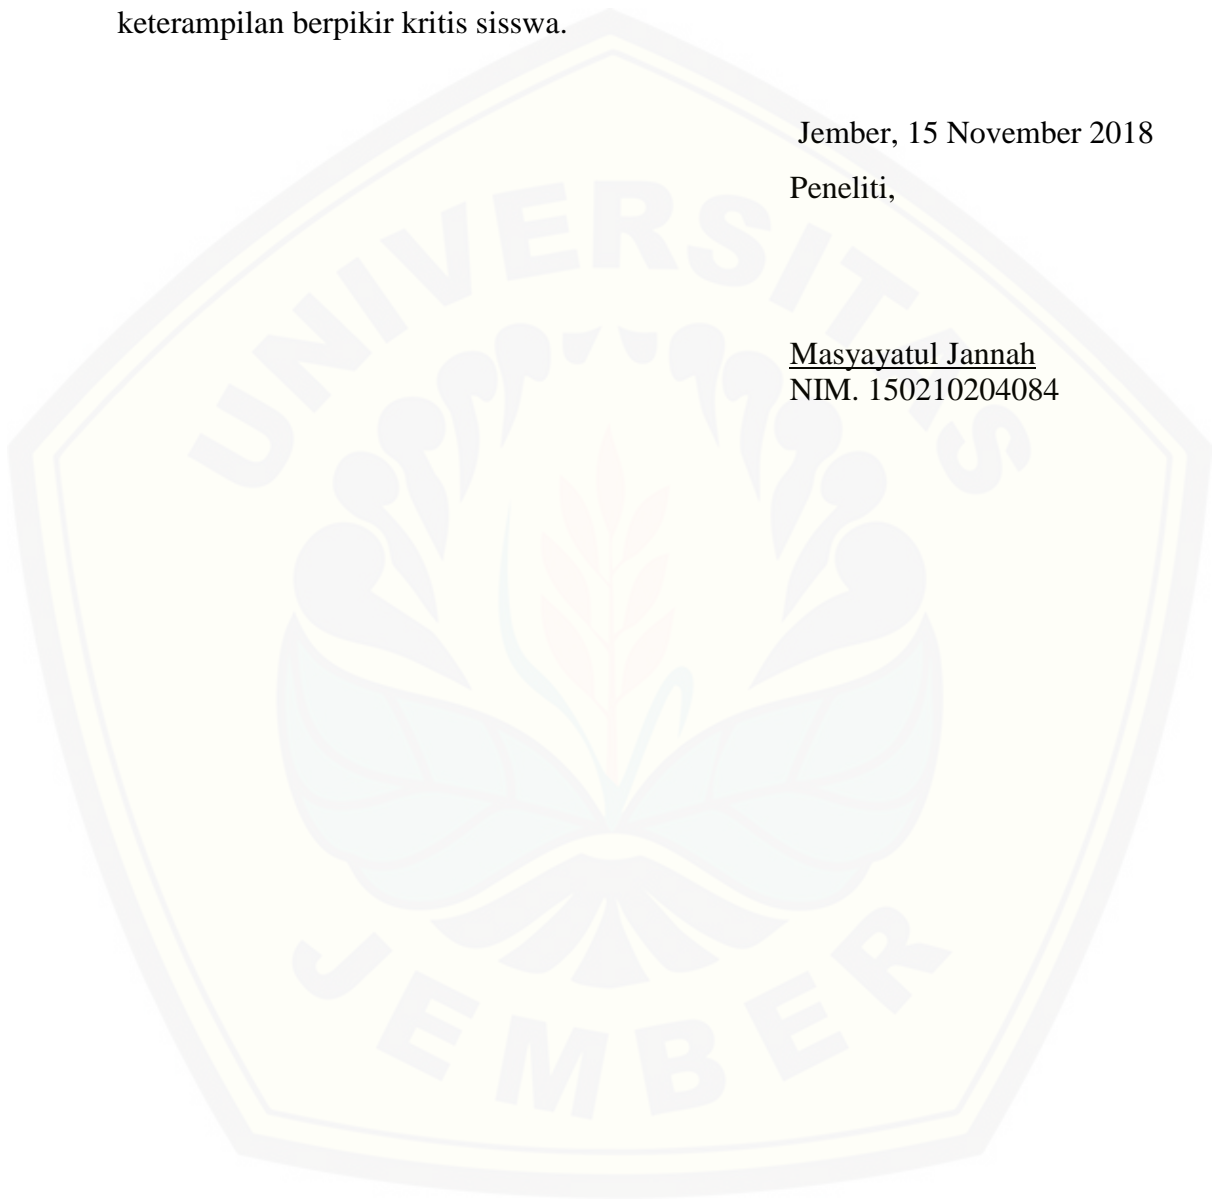 keterampilan berpikir kritis sisswa.
Jember, 15 November 2018
Peneliti,
Masyayatul Jannah
NIM. 150210204084
UNIVERSITAS
JEMBER